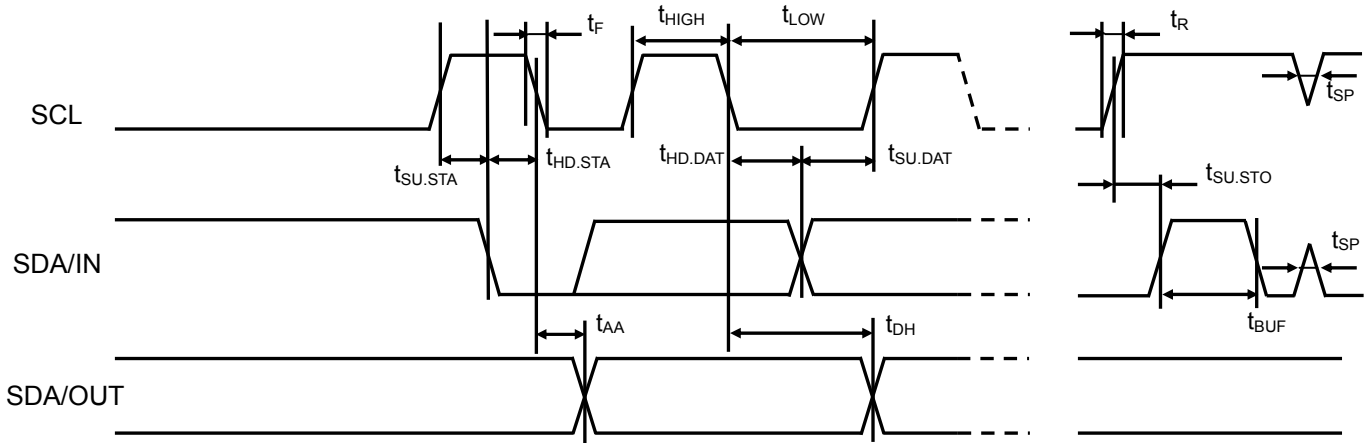 tF
tHIGH
tLOW
tR
SCL
tSP
tSU.STA
tHD.STA
tHD.DAT
tSU.DAT
tSU.STO
SDA/IN
tSP
tAA
tDH
tBUF
SDA/OUT